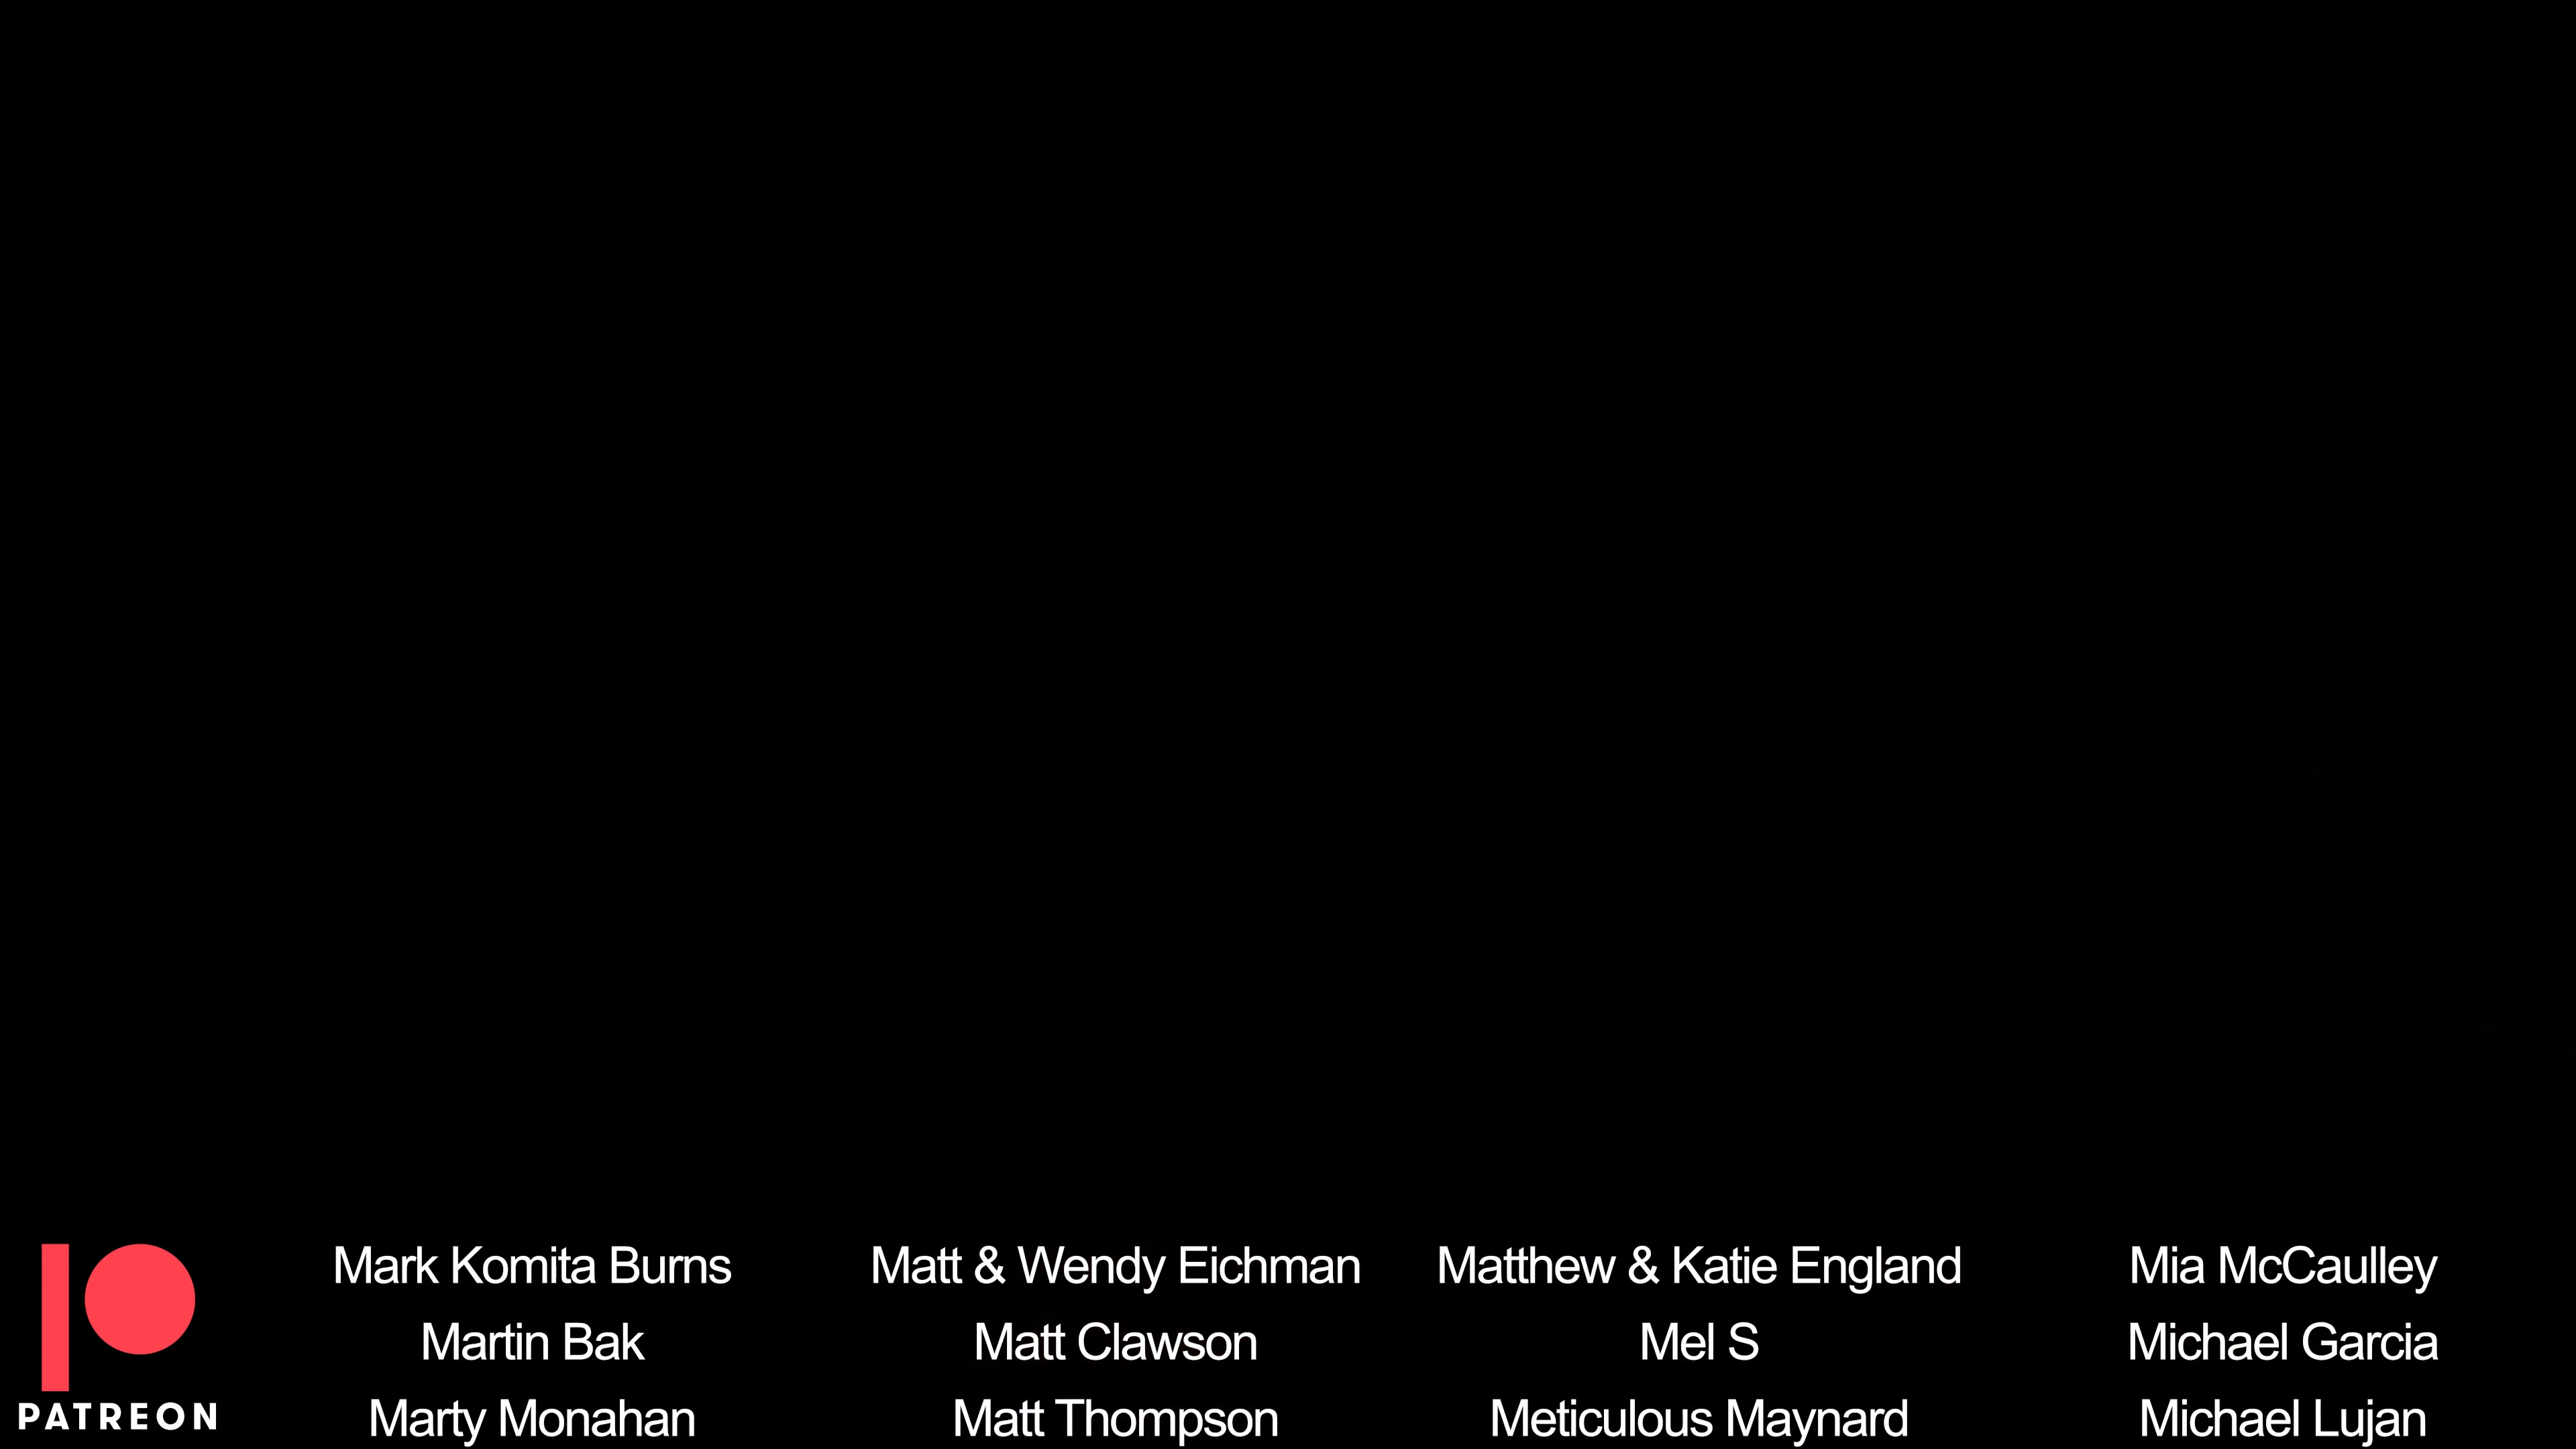 PATREON
Mark Komita Burns
Martin Bak
Marty Monahan
Matt & Wendy Eichman
Matt Clawson
Matt Thompson
Matthew & Katie England
Mel S
Meticulous Maynard
Mia McCaulley
Michael Garcia
Michael Lujan